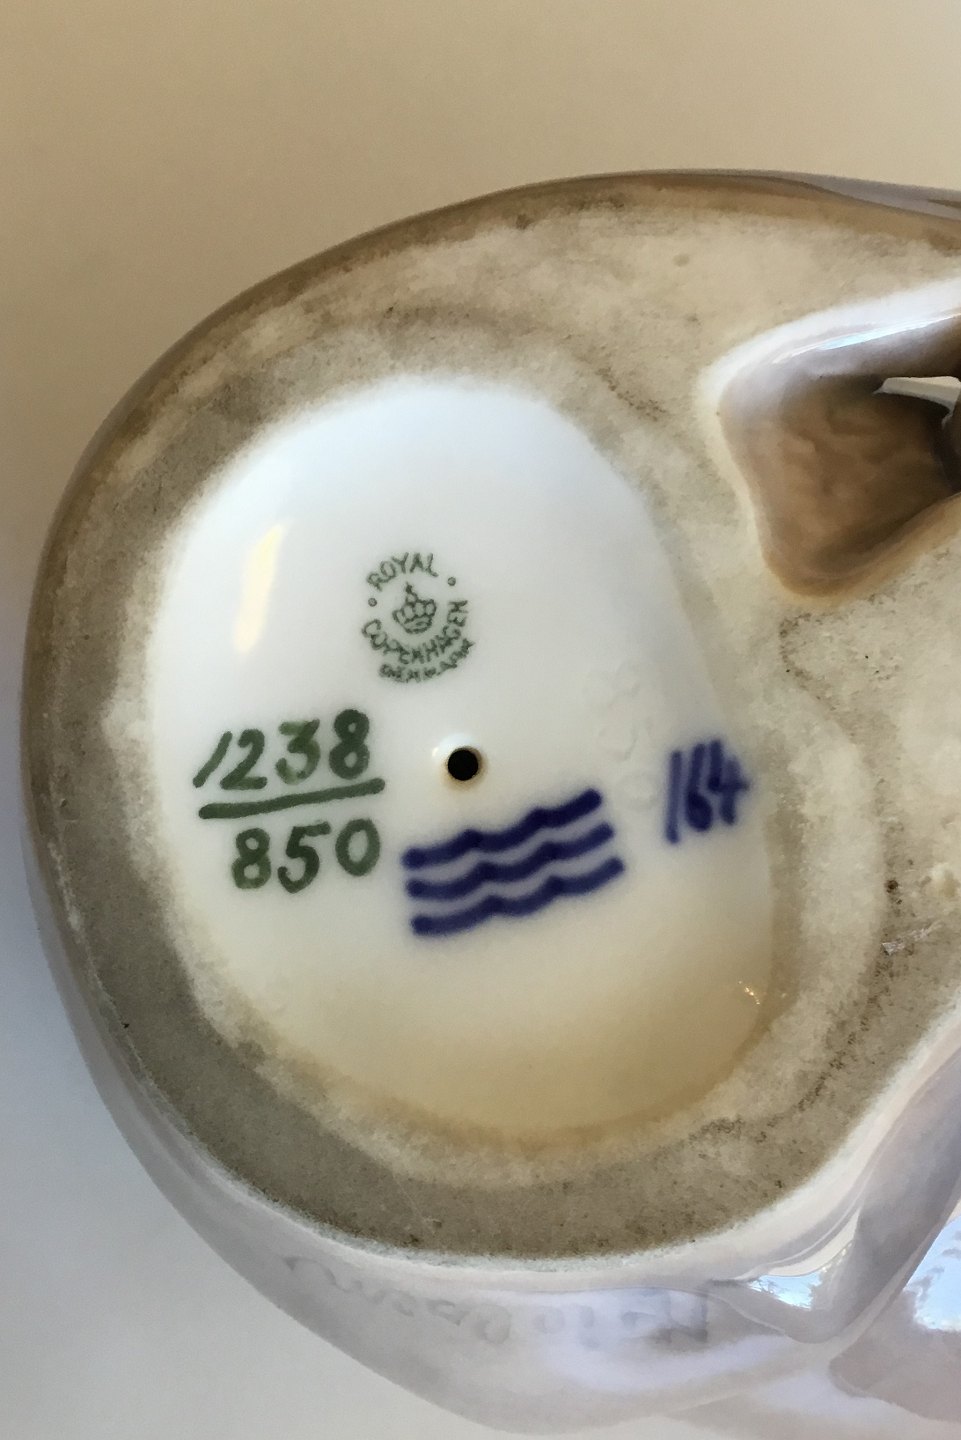 ROYAL
COPENHAGEN
DENMARK
1238
850
164